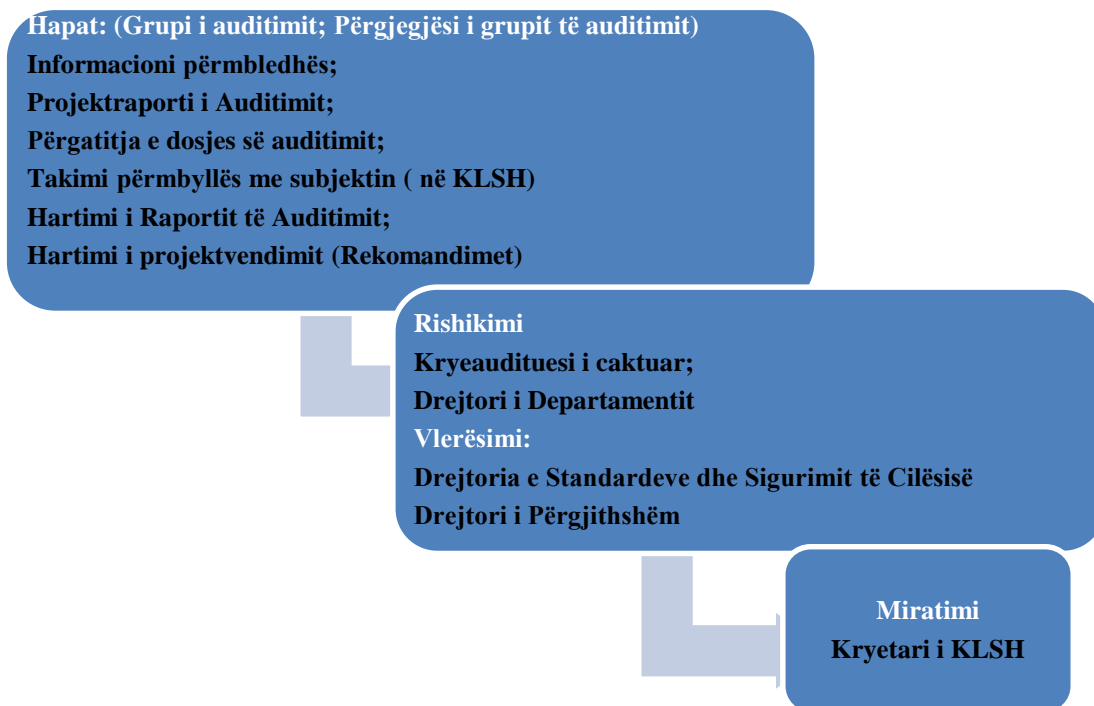 Hapat: (Grupi i auditimit; Përgjegjësi i grupit të auditimit)
Informacioni përmbledhës;
Projektraporti i Auditimit;
Përgatitja e dosjes së auditimit;
Takimi përmbyllës me subjektin ( në KLSH)
Hartimi i Raportit të Auditimit;
Hartimi i projektvendimit (Rekomandimet)
Rishikimi
Kryeaudituesi i caktuar;
Drejtori i Departamentit
Vlerësimi:
Drejtoria e Standardeve dhe Sigurimit të Cilësisë
Drejtori i Përgjithshëm
Miratimi
Kryetari i KLSH